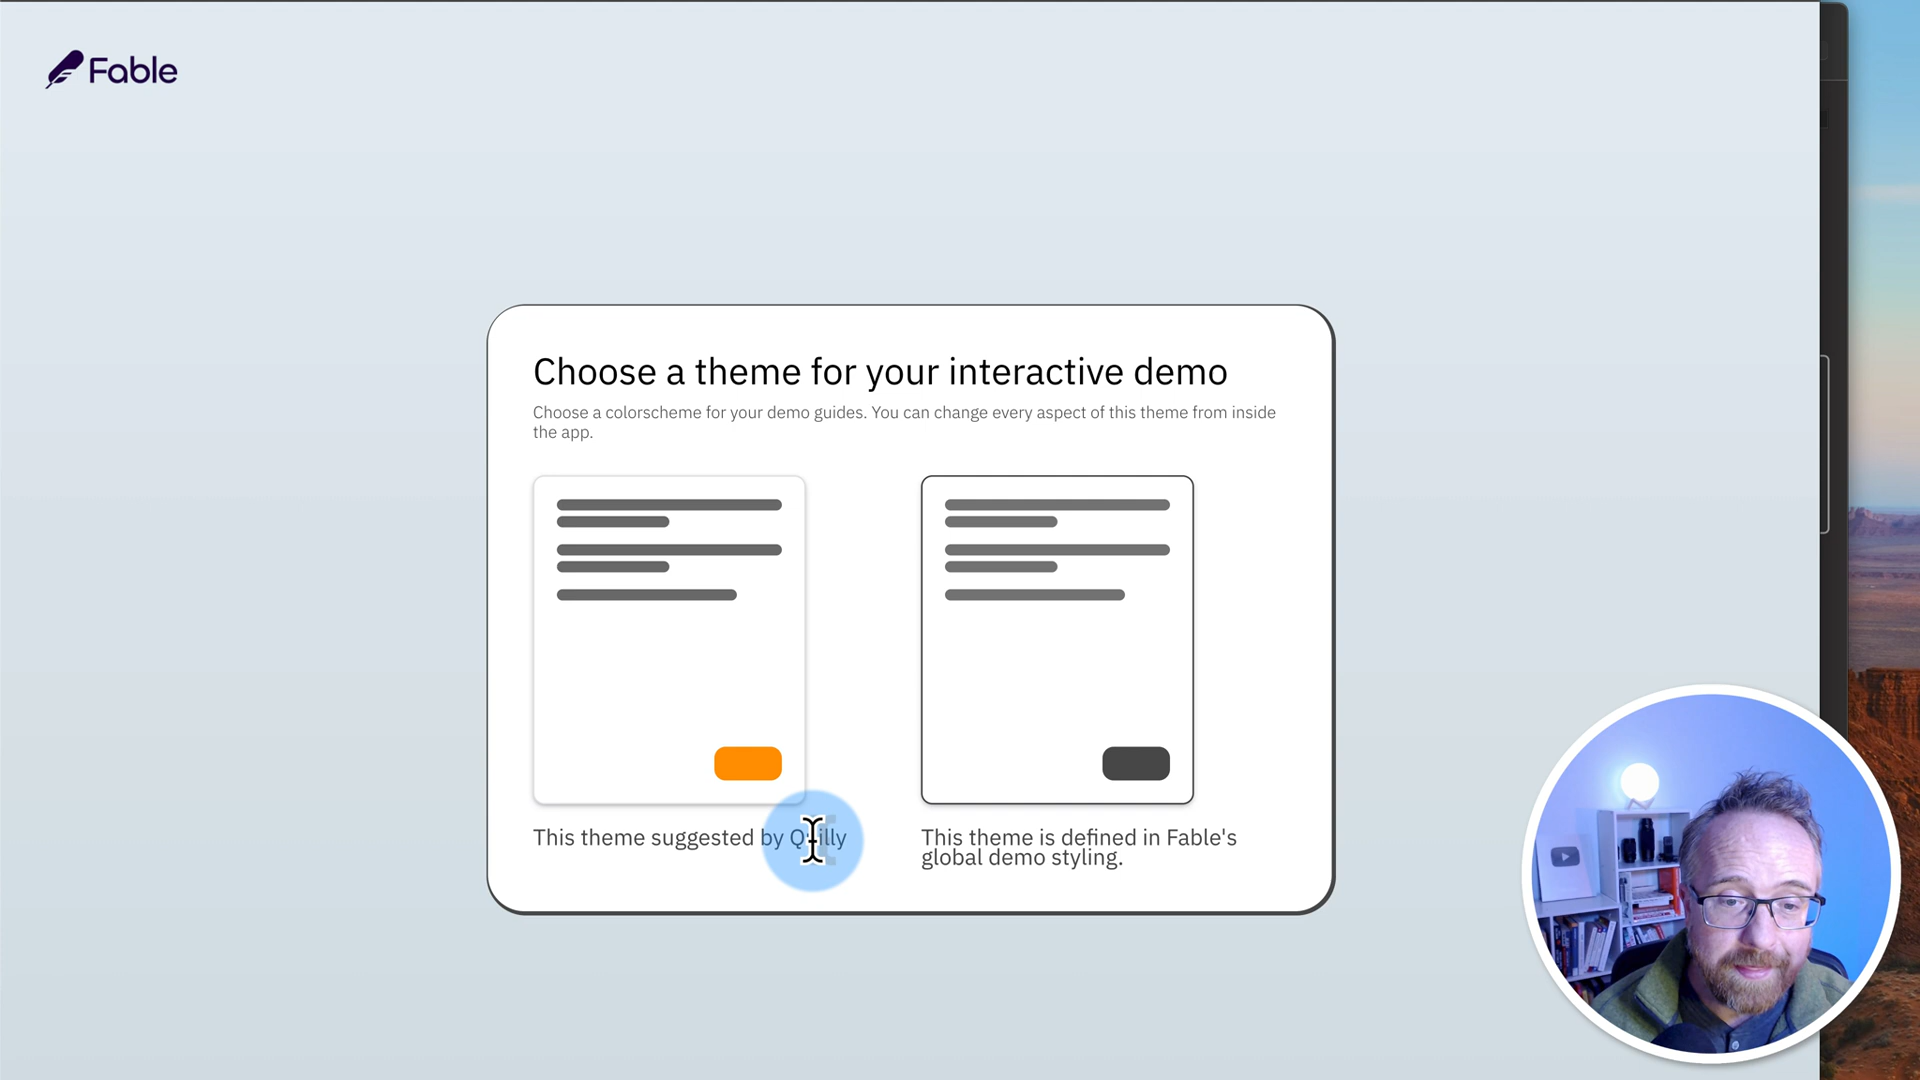 Fable
Choose a theme for your interactive demo
Choose a colorscheme for your demo guides. You can change every aspect of this theme from inside
the app.
This theme suggested by Quilly
This theme is defined in Fable's
global demo styling.